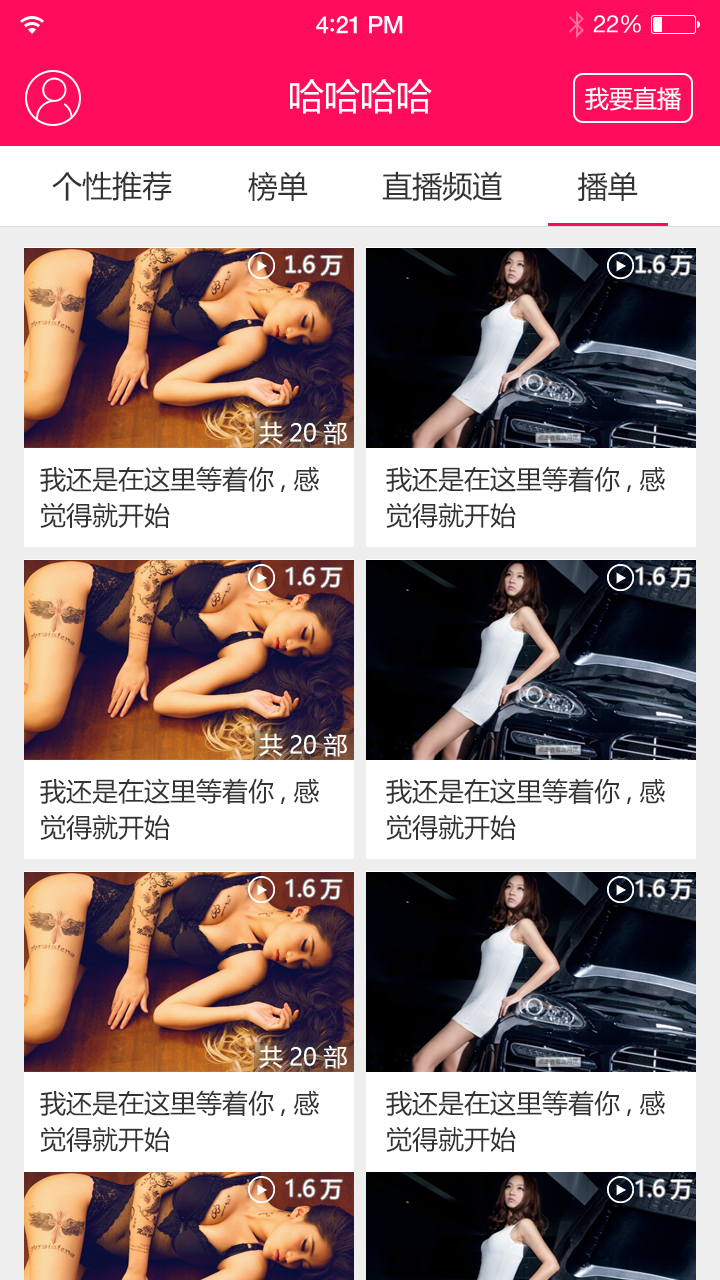 4:21 PM
22%
哈哈哈哈
我要直播
个性推荐 榜单 直播频道 播单
1.6万
1.6万
共20部
我还是在这里等着你,感
觉得就开始
我还是在这里等着你,感
觉得就开始
1.6万
1.6万
共20部
我还是在这里等着你,感
觉得就开始
我还是在这里等着你,感
觉得就开始
1.6万
1.6万
共20部
我还是在这里等着你,感
觉得就开始
我还是在这里等着你,感
觉得就开始
1.6万
1.6万